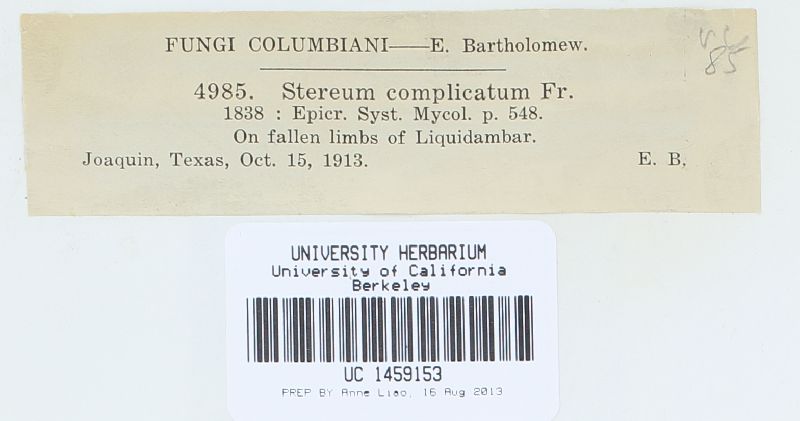 FUNGI COLUMBIANI——E. Bartholomew.
4985. Stereum complicatum Fr.
1838 : Epicr. Syst. Mycol. p. 548.
On fallen limbs of Liquidambar.
Joaquin, Texas, Oct. 15, 1913. E. B.
85
UNIVERSITY HERBARIUM
University of California
Berkeley
UC 1459153
PREP BY Anne Liao, 16 Aug 2013